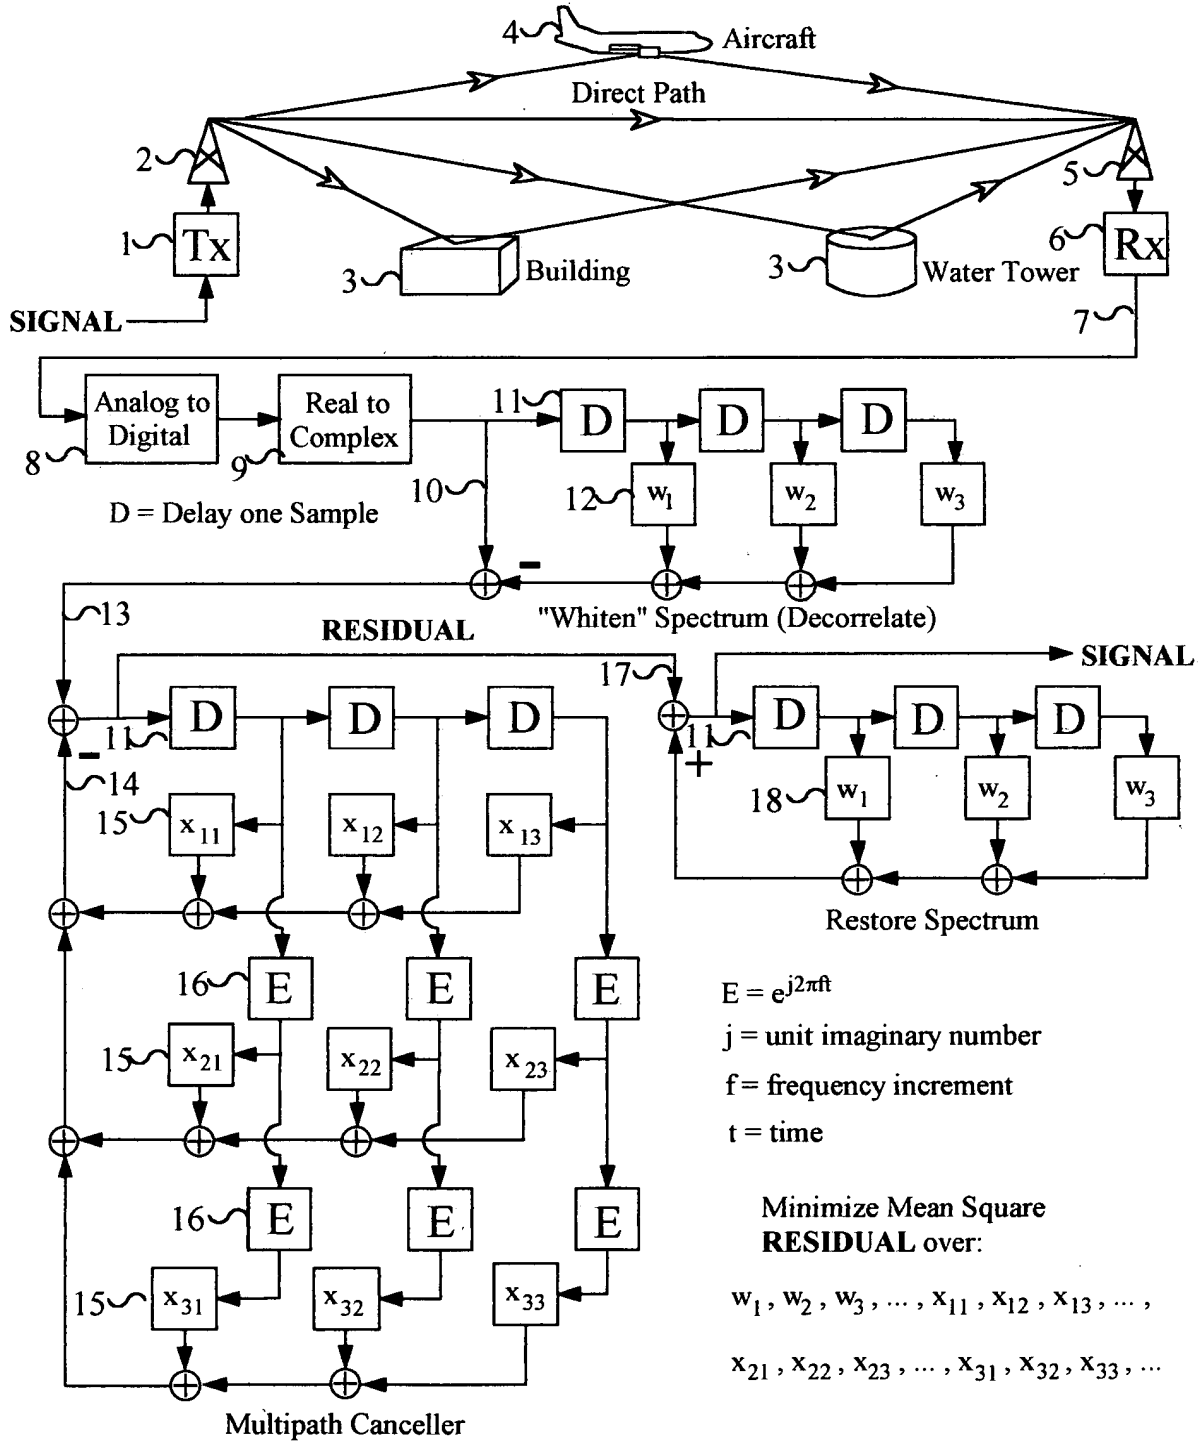 4 Aircraft
Direct Path
2
5
1 Tx
3 Building
3 Water Tower
6 Rx
SIGNAL
7
Analog to
Digital
8
Real to
Complex
9
11 D D D
10
12 w1 w2 w3
D = Delay one Sample
-
"Whiten" Spectrum (Decorrelate)
13
RESIDUAL
17
SIGNAL
11 D D D
-
14
11 D D D
+
15 x11 x12 x13
18 w1 w2 w3
Restore Spectrum
16 E E E
E = e^j2πft
j = unit imaginary number
15 x21 x22 x23
f = frequency increment
t = time
16 E E E
Minimize Mean Square
RESIDUAL over:
15 x31 x32 x33
w1 , w2 , w3 , ... , x11 , x12 , x13 , ... ,
x21 , x22 , x23 , ... , x31 , x32 , x33 , ...
Multipath Canceller